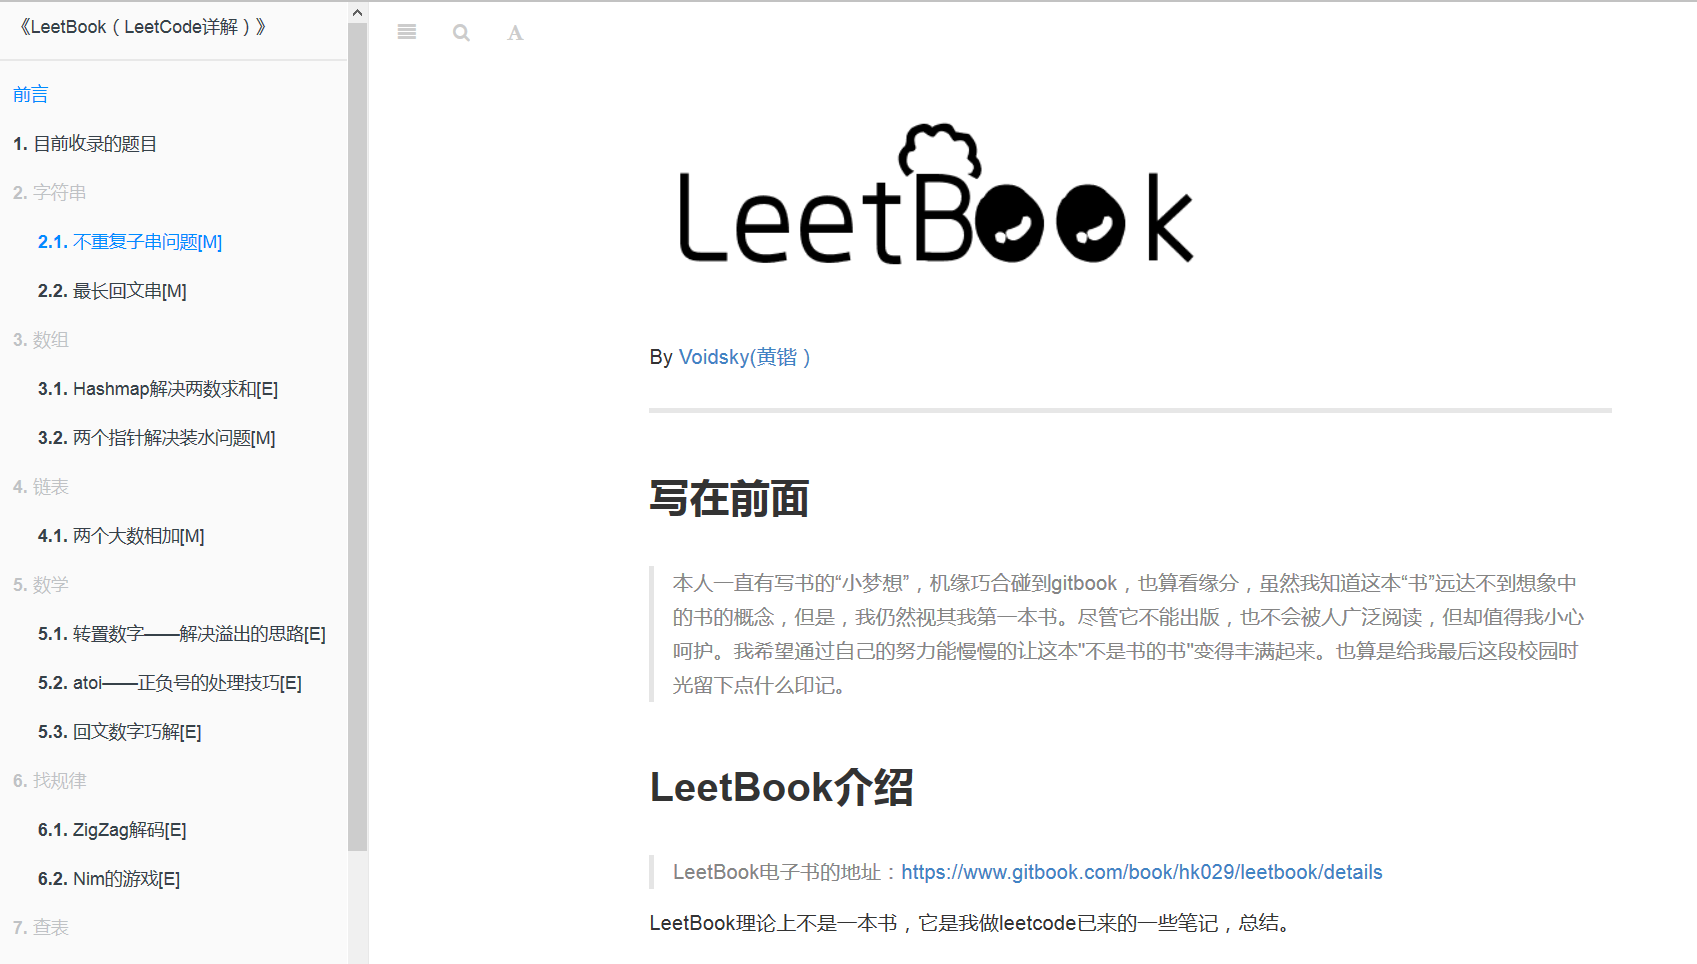 《LeetBook（LeetCode详解）》
前言
1. 目前收录的题目
2. 字符串
2.1. 不重复子串问题[M]
2.2. 最长回文串[M]
3. 数组
3.1. Hashmap解决两数求和[E]
3.2. 两个指针解决装水问题[M]
4. 链表
4.1. 两个大数相加[M]
5. 数学
5.1. 转置数字——解决溢出的思路[E]
5.2. atoi——正负号的处理技巧[E]
5.3. 回文数字巧解[E]
6. 找规律
6.1. ZigZag解码[E]
6.2. Nim的游戏[E]
7. 查表
A
LeetBook
By Voidsky(黄锴）
写在前面
本人一直有写书的“小梦想”，机缘巧合碰到gitbook，也算看缘分，虽然我知道这本“书”远达不到想象中
的书的概念，但是，我仍然视其我第一本书。尽管它不能出版，也不会被人广泛阅读，但却值得我小心
呵护。我希望通过自己的努力能慢慢的让这本"不是书的书"变得丰满起来。也算是给我最后这段校园时
光留下点什么印记。
LeetBook介绍
LeetBook电子书的地址：https://www.gitbook.com/book/hk029/leetbook/details
LeetBook理论上不是一本书，它是我做leetcode已来的一些笔记，总结。